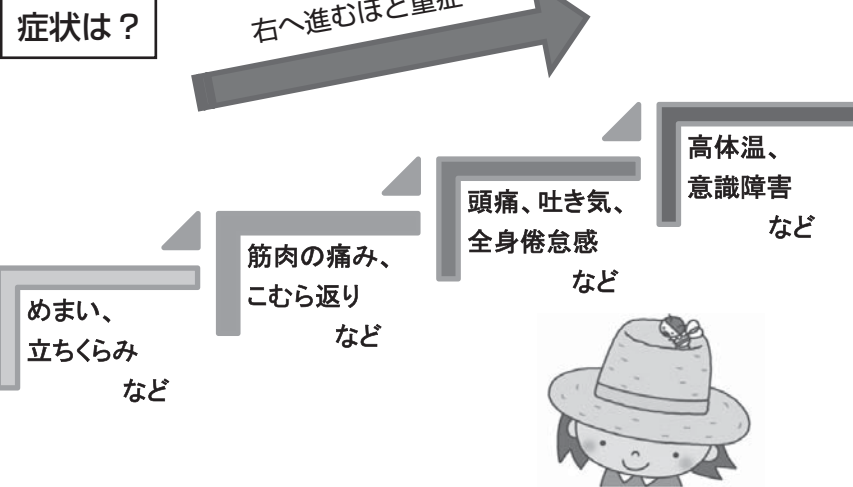 症状は？
右へ進むほど重症
めまい、
立ちくらみ
など
筋肉の痛み、
こむら返り
など
頭痛、吐き気、
全身倦怠感
など
高体温、
意識障害
など